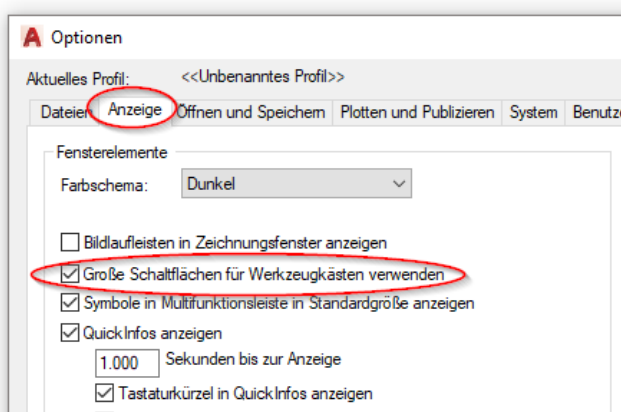 Optionen
Aktuelles Profil: <<Unbenanntes Profil>>
Dateien Anzeige Öffnen und Speichern Plotten und Publizieren System
Fensterelemente
Farbschema: Dunkel
Bildlaufleisten in Zeichnungsfenster anzeigen
Große Schaltflächen für Werkzeugkästen verwenden
Symbole in Multifunktionsleiste in Standardgröße anzeigen
QuickInfos anzeigen
1.000 Sekunden bis zur Anzeige
Tastaturkürzel in QuickInfos anzeigen